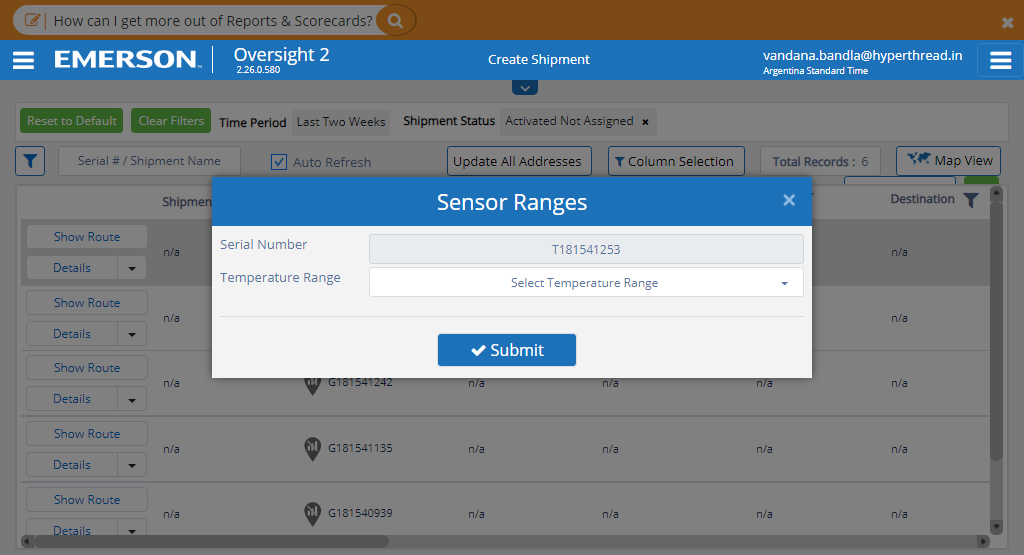 How can I get more out of Reports & Scorecards?
EMERSON
Oversight 2
2.26.0.580
Create Shipment
vandana.bandla@hyperthread.in
Argentina Standard Time
Reset to Default
Clear Filters
Time Period
Last Two Weeks
Shipment Status
Activated Not Assigned ×
Serial # / Shipment Name
Auto Refresh
Update All Addresses
Column Selection
Total Records : 6
Map View
Shipmen
Destination
Sensor Ranges
×
Serial Number
T181541253
Temperature Range
Select Temperature Range
Submit
Show Route
Details
n/a
n/a
Show Route
Details
n/a
n/a
Show Route
Details
n/a
G181541242
n/a
n/a
n/a
n/a
Show Route
Details
n/a
G181541135
n/a
n/a
n/a
n/a
Show Route
Details
n/a
G181540939
n/a
n/a
n/a
n/a